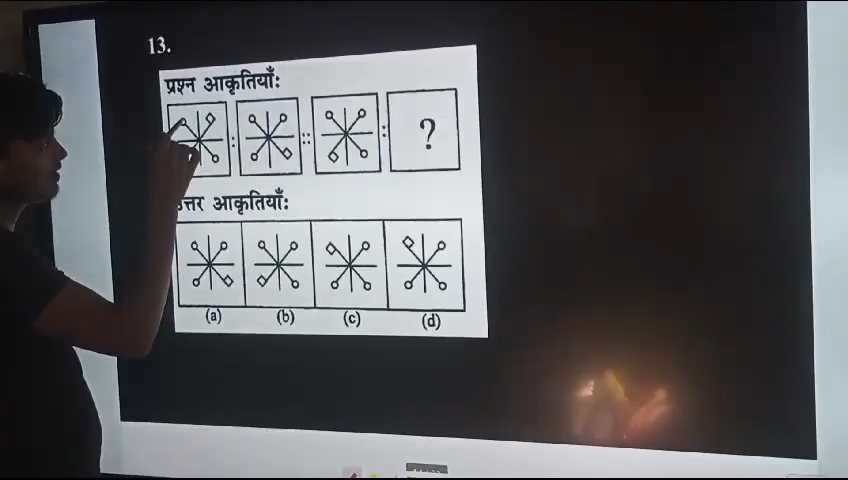 13.
प्रश्न आकृतियाँ:
: :: : ?
त्तर आकृतियाँ:
(a) (b) (c) (d)